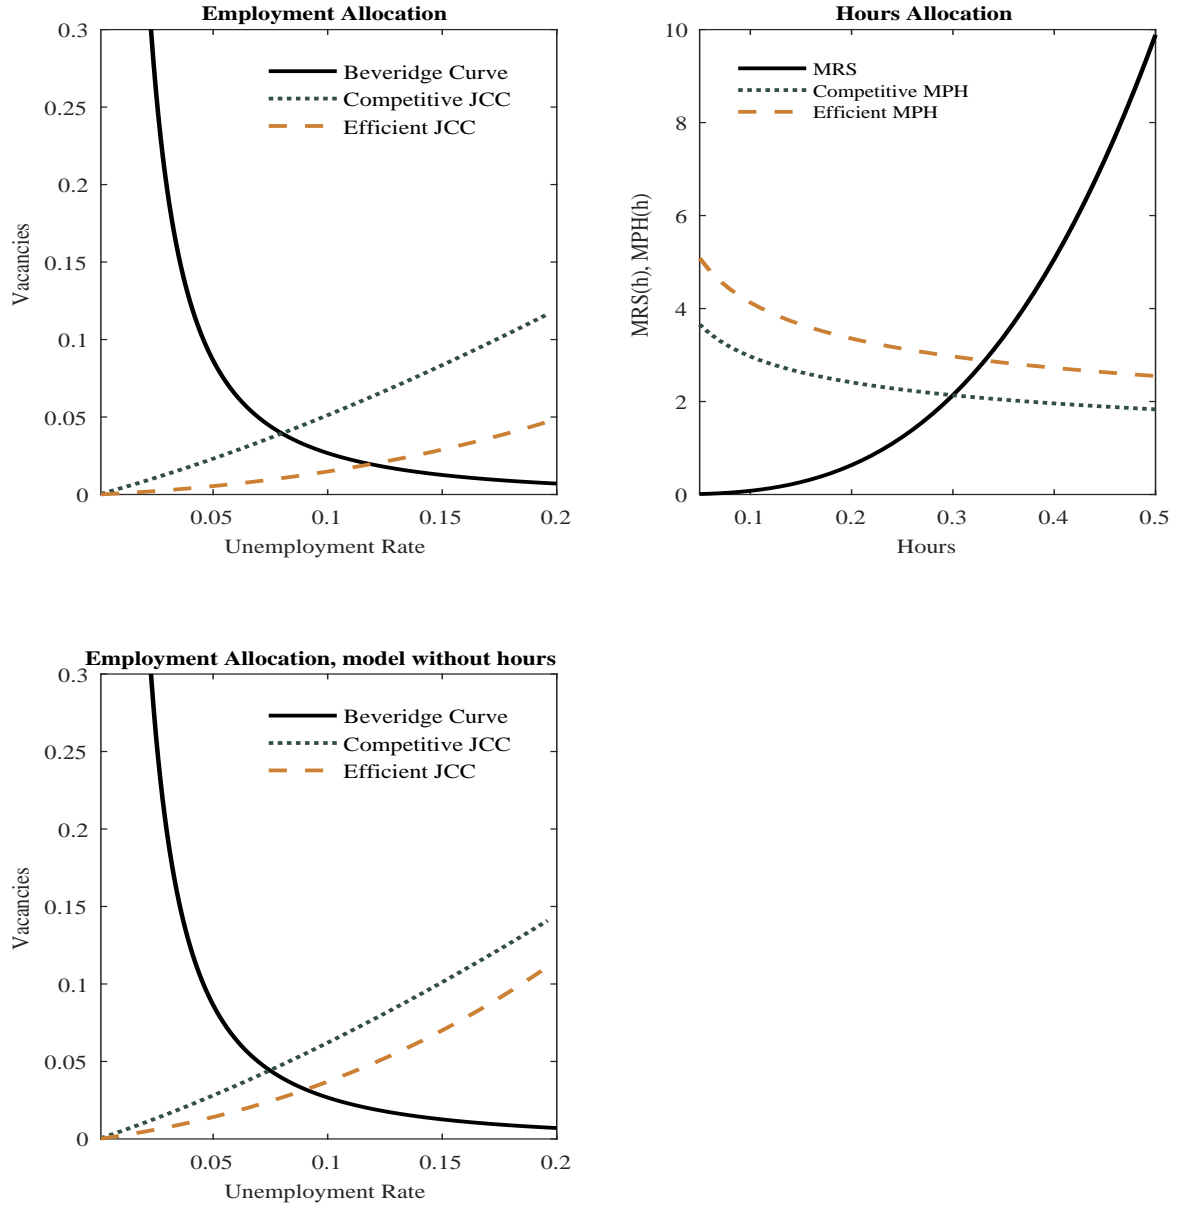 Employment Allocation
0.3
0.25
0.2
0.15
0.1
0.05
0
Vacancies
Beveridge Curve
Competitive JCC
Efficient JCC
0.05 0.1 0.15 0.2
Unemployment Rate
Hours Allocation
10
8
6
4
2
0
MRS(h), MPH(h)
MRS
Competitive MPH
Efficient MPH
0.1 0.2 0.3 0.4 0.5
Hours
Employment Allocation, model without hours
0.3
0.25
0.2
0.15
0.1
0.05
0
Vacancies
Beveridge Curve
Competitive JCC
Efficient JCC
0.05 0.1 0.15 0.2
Unemployment Rate